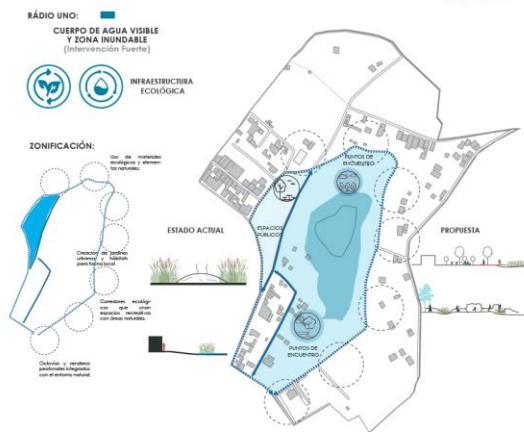 RÁDIO UNO:
CUERPO DE AGUA VISIBLE
Y ZONA INUNDABLE
(Intervención Fuerte)
INFRAESTRUCTURA
ECOLÓGICA
ZONIFICACIÓN:
Uso de materiales
ecológicos y elemen-
tos naturales.
Creación de jardines
urbanos y hábitats
para fauna local
Corredores ecológi-
cos que unan
espacios recreativos
con áreas naturales.
Ciclovías y senderos
peatonales integrados
con el entorno natural.
ESTADO ACTUAL
PUNTOS DE
ENCUENTRO
ESPACIOS
PÚBLICOS
PUNTOS DE
ENCUENTRO
PROPUESTA